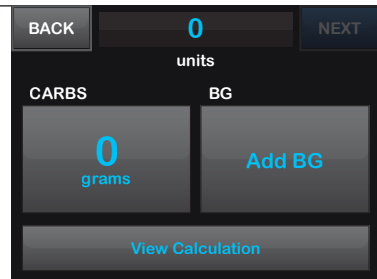 BACK 0 NEXT
units
CARBS BG
0 Add BG
grams
View Calculation